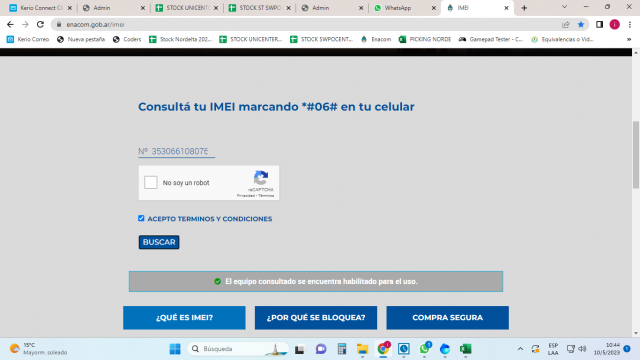 Kerio Connect Cl
Admin
STOCK UNICENTE
STOCK ST SWPO
Admin
WhatsApp
IMEI
enacom.gob.ar/imei
Kerio Correo
Nueva pestaña
Coders
Stock Nordelta 202...
STOCK UNICENTER...
STOCK SWPOCENT...
Enacom
PICKING NORDE
Gamepad Tester - C...
Equivalencias o Vid...
Consultá tu IMEI marcando *#06# en tu celular
Nº 35306610807
No soy un robot
reCAPTCHA
Privacidad - Términos
ACEPTO TERMINOS Y CONDICIONES
BUSCAR
El equipo consultado se encuentra habilitado para el uso.
¿QUÉ ES IMEI?
¿POR QUÉ SE BLOQUEA?
COMPRA SEGURA
15°C
Mayorm. soleado
Búsqueda
ESP
LAA
10:44
10/5/2023